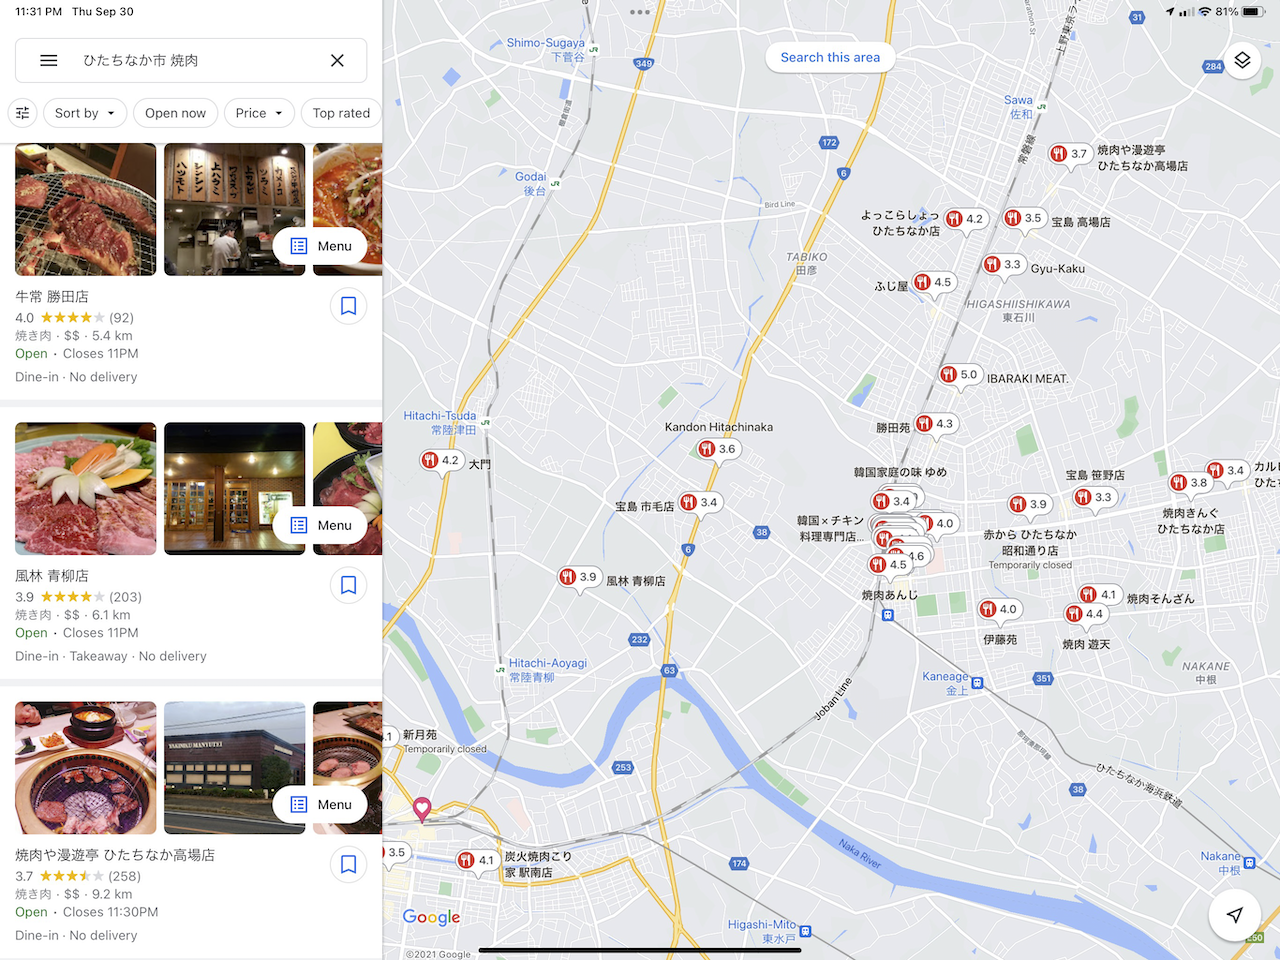 11:31 PM Thu Sep 30
81%
ひたちなか市 焼肉
Sort by
Open now
Price
Top rated
Menu
牛常 勝田店
4.0 (92)
焼き肉 · $$ · 5.4 km
Open · Closes 11PM
Dine-in · No delivery
Menu
風林 青柳店
3.9 (203)
焼き肉 · $$ · 6.1 km
Open · Closes 11PM
Dine-in · Takeaway · No delivery
YAKINIKU MANYUTEI
Menu
焼肉や漫遊亭 ひたちなか高場店
3.7 (258)
焼き肉 · $$ · 9.2 km
Open · Closes 11:30PM
Dine-in · No delivery
Search this area
31
284
Shimo-Sugaya
下菅谷
349
上野東京ライ
Sawa
佐和
常磐線
172
6
3.7
焼肉や漫遊亭
ひたちなか高場店
Godai
後台
Bird Line
よっこらしょっ
ひたちなか店
4.2
3.5
宝島 高場店
TABIKO
田彦
3.3
Gyu-Kaku
ふじ屋
4.5
HIGASHIISHIKAWA
東石川
5.0
IBARAKI MEAT.
Hitachi-Tsuda
常陸津田
Kandon Hitachinaka
3.6
勝田苑
4.3
4.2
大門
韓国家庭の味 ゆめ
3.4
宝島 笹野店
3.3
3.4
カルビ
ひたち
3.8
焼肉きんぐ
ひたちなか店
宝島 市毛店
3.4
韓国×チキン
料理専門店...
4.0
3.9
赤から ひたちなか
昭和通り店
Temporarily closed
38
6
4.6
4.5
焼肉あんじ
3.9
風林 青柳店
4.0
伊藤苑
4.1
焼肉そんざん
4.4
焼肉 遊天
232
63
Hitachi-Aoyagi
常陸青柳
Kaneage
金上
351
NAKANE
中根
Joban Line
.1
新月苑
Temporarily closed
253
38
ひたちなか海浜鉄道
3.5
4.1
炭火焼肉こり
家 駅南店
174
Naka River
Nakane
中根
Higashi-Mito
東水戸
Google
©2021 Google